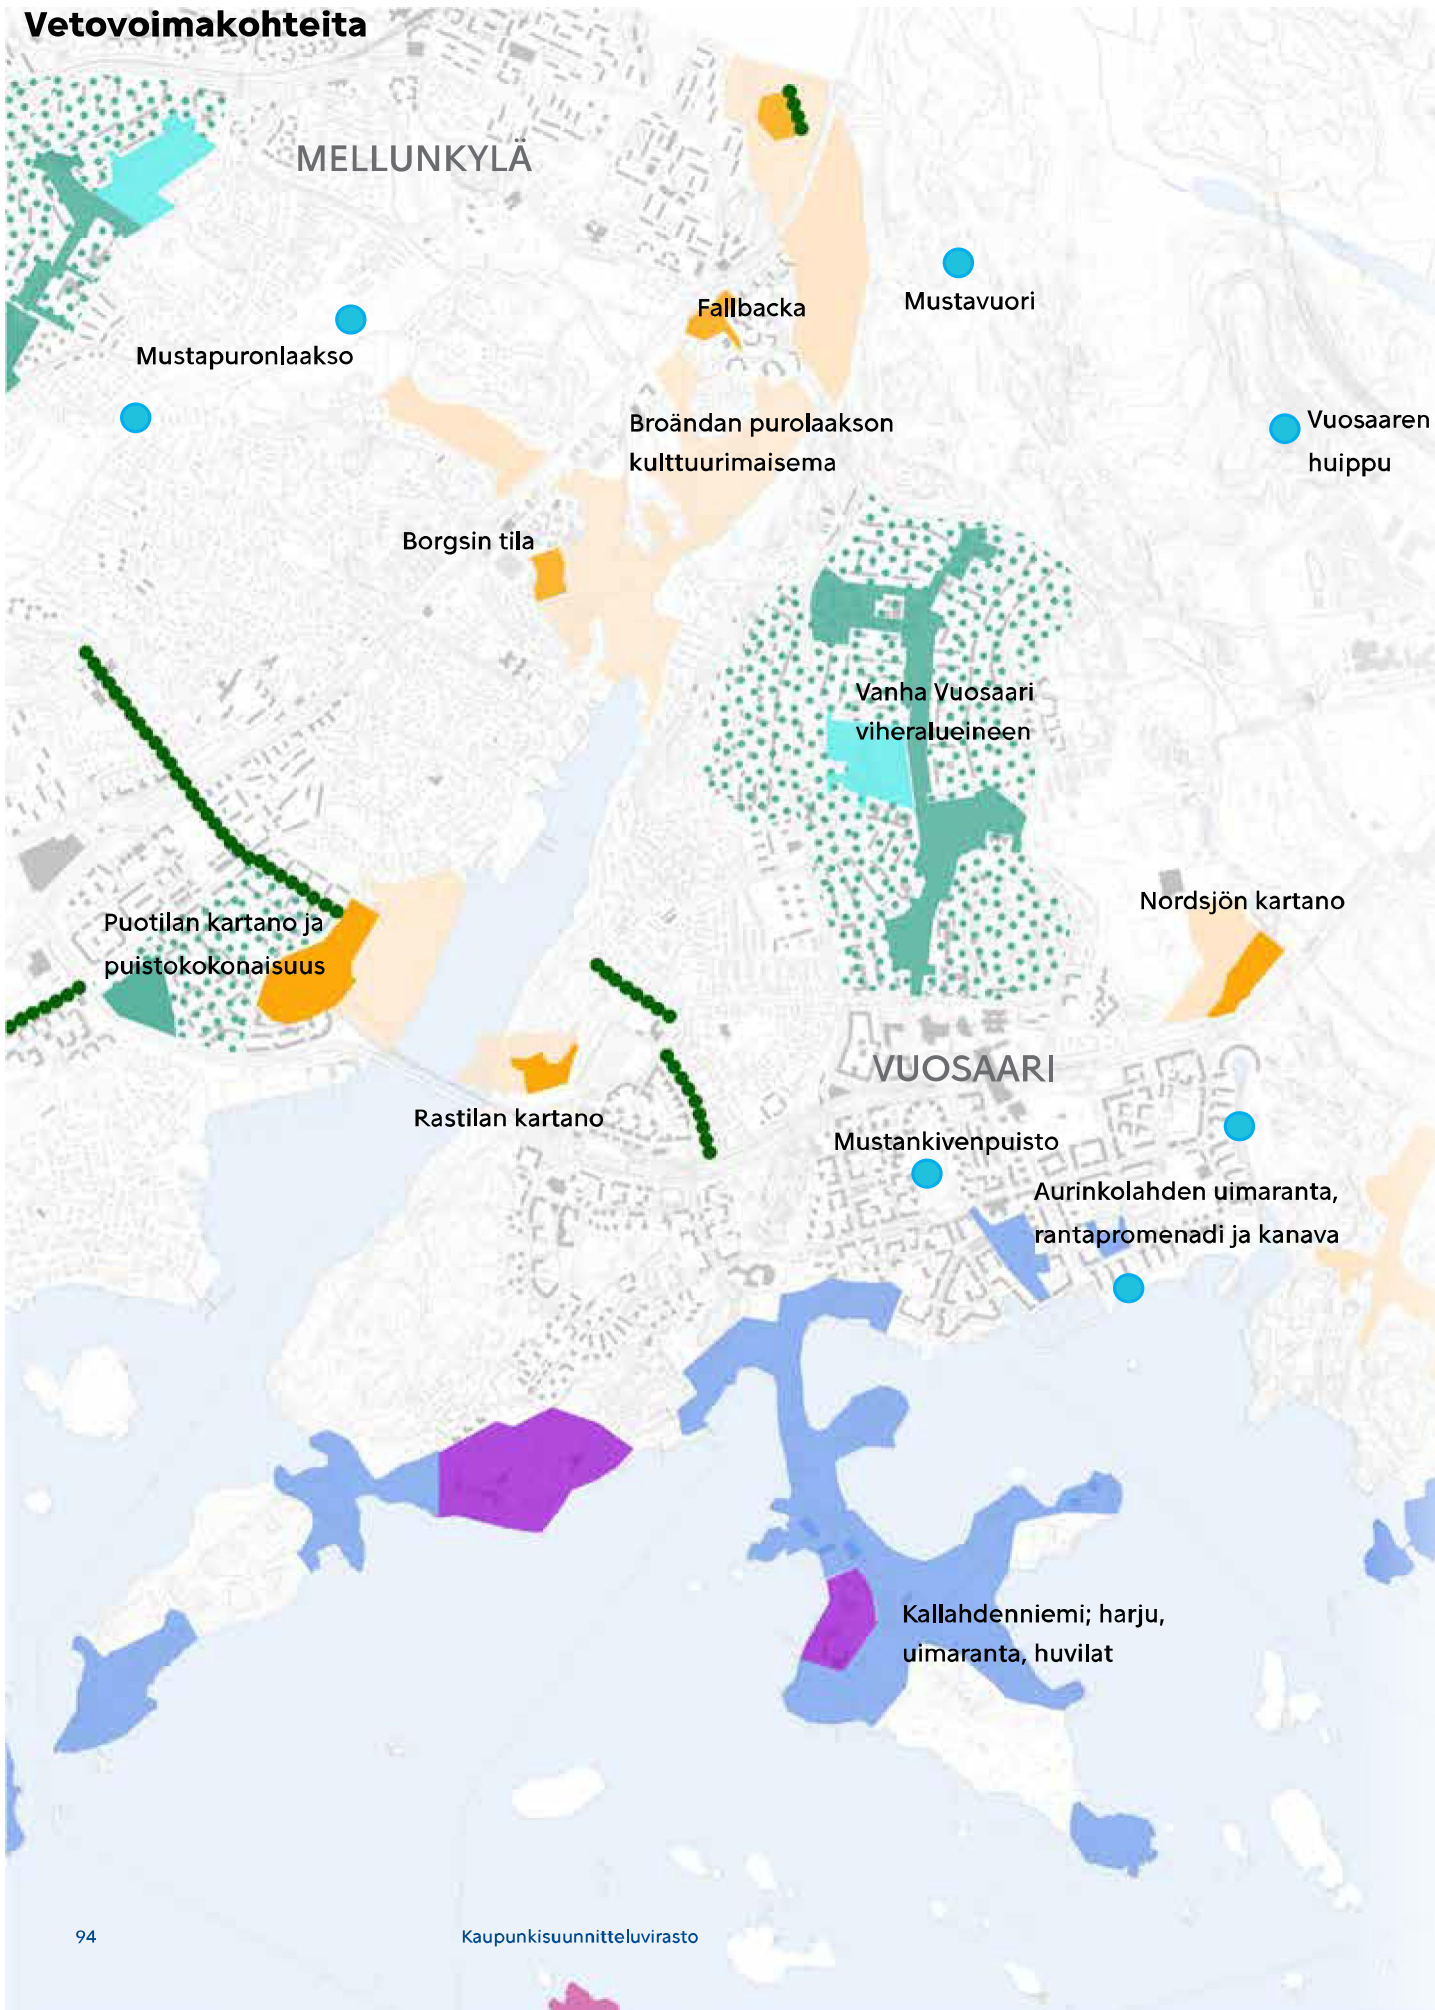 Vetovoimakohteita
MELLUNKYLÄ
Fallbacka
Mustavuori
Mustapuronlaakso
Broändan purolaakson
kulttuurimaisema
Vuosaaren
huippu
Borgsin tila
Vanha Vuosaari
viheralueineen
Nordsjön kartano
Puotilan kartano ja
puistokokonaisuus
VUOSAARI
Rastilan kartano
Mustankivenpuisto
Aurinkolahden uimaranta,
rantapromenadi ja kanava
Kallahdenniemi; harju,
uimaranta, huvilat
94
Kaupunkisuunnitteluvirasto